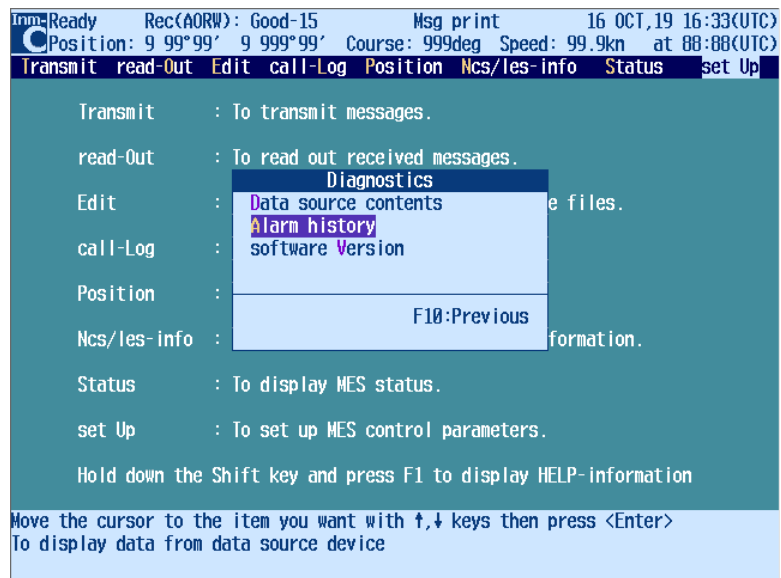 Inm- Ready Rec(AORW): Good-15 Msg print 16 OCT,19 16:33(UTC)
C Position: 9 99°99′ 9 999°99′ Course: 999deg Speed: 99.9kn at 88:88(UTC)
Transmit read-Out Edit call-Log Position Ncs/les-info Status set Up
Transmit : To transmit messages.
read-Out : To read out received messages.
Diagnostics
Edit : Data source contents e files.
Alarm history
call-Log : software Version
Position :
F10:Previous
Ncs/les-info : formation.
Status : To display MES status.
set Up : To set up MES control parameters.
Hold down the Shift key and press F1 to display HELP-information
Move the cursor to the item you want with ↑,↓ keys then press <Enter>
To display data from data source device